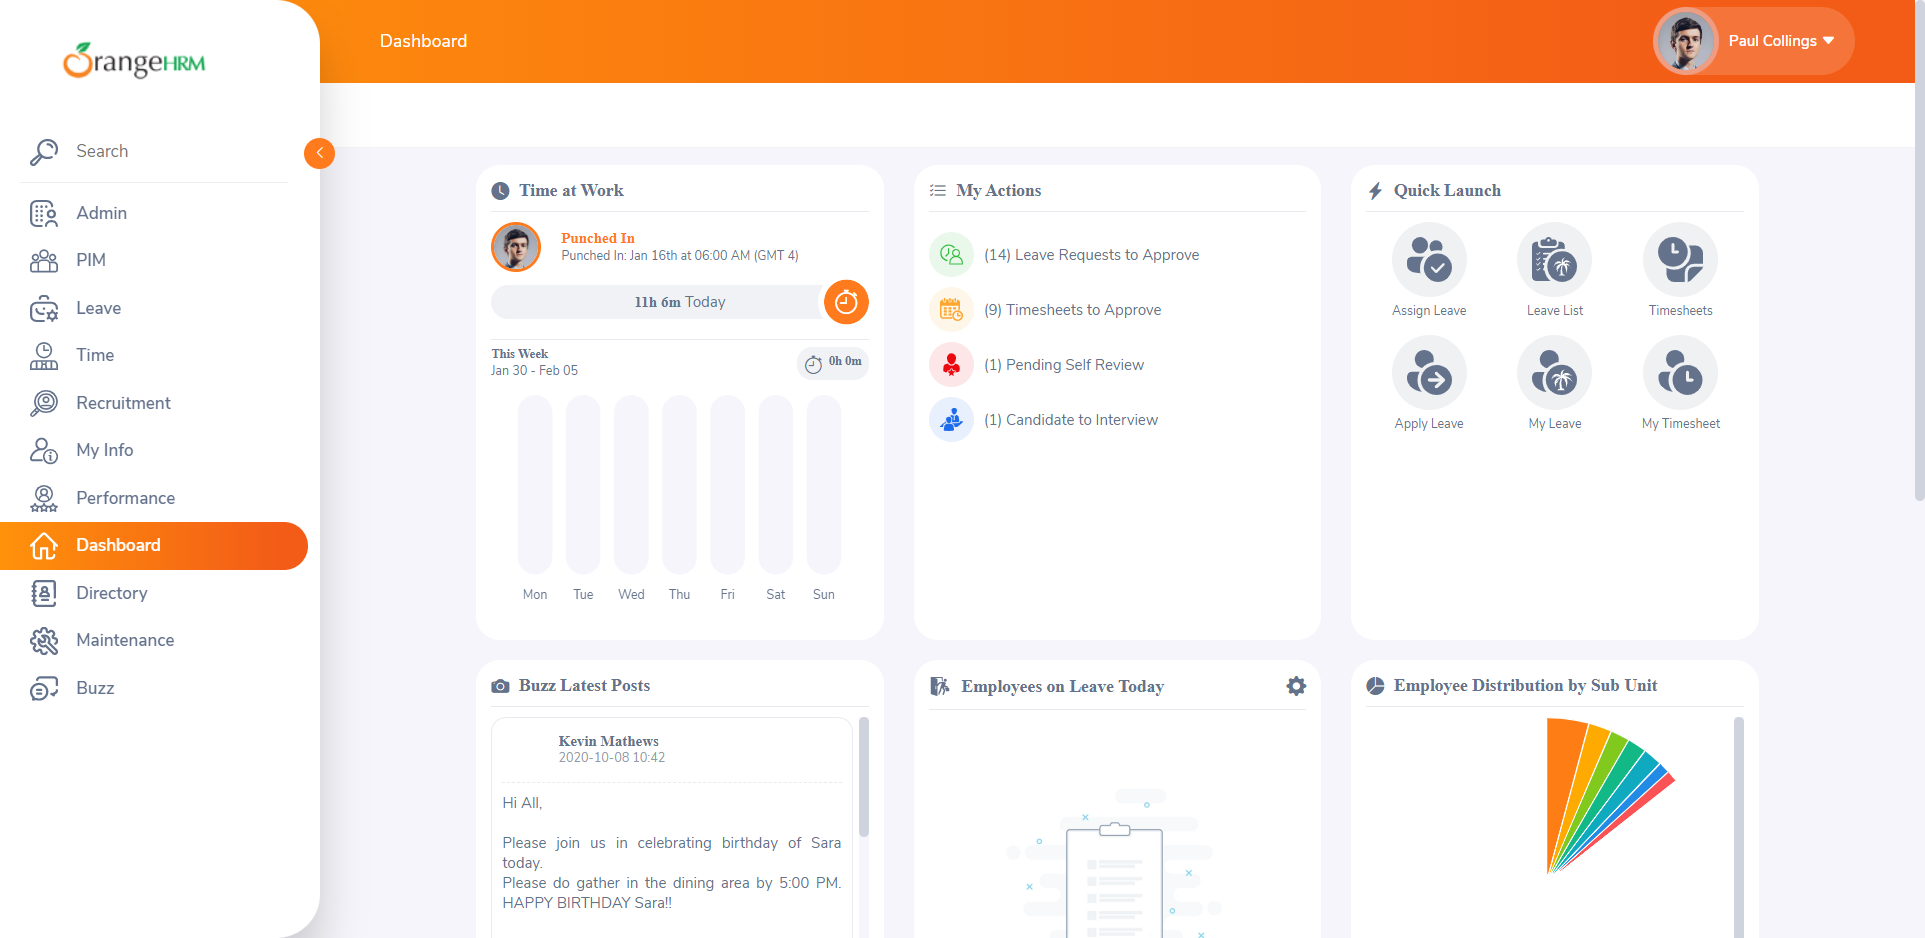 OrangeHRM
Search
Admin
PIM
Leave
Time
Recruitment
My Info
Performance
Dashboard
Directory
Maintenance
Buzz
Dashboard
Paul Collings
Time at Work
Punched In
Punched In: Jan 16th at 06:00 AM (GMT 4)
11h 6m Today
This Week
Jan 30 - Feb 05
0h 0m
Mon Tue Wed Thu Fri Sat Sun
My Actions
(14) Leave Requests to Approve
(9) Timesheets to Approve
(1) Pending Self Review
(1) Candidate to Interview
Quick Launch
Assign Leave Leave List Timesheets
Apply Leave My Leave My Timesheet
Buzz Latest Posts
Kevin Mathews
2020-10-08 10:42
Hi All,
Please join us in celebrating birthday of Sara
today.
Please do gather in the dining area by 5:00 PM.
HAPPY BIRTHDAY Sara!!
Employees on Leave Today
Employee Distribution by Sub Unit